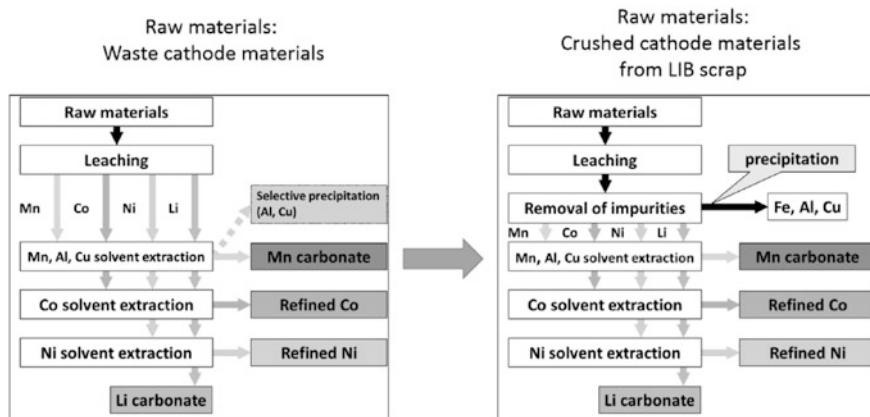 Raw materials:
Waste cathode materials
Raw materials
Leaching
Mn Co Ni Li
Selective precipitation
(Al, Cu)
Mn, Al, Cu solvent extraction
Mn carbonate
Co solvent extraction
Refined Co
Ni solvent extraction
Refined Ni
Li carbonate
Raw materials:
Crushed cathode materials
from LIB scrap
Raw materials
Leaching
precipitation
Removal of impurities
Fe, Al, Cu
Mn Co Ni Li
Mn, Al, Cu solvent extraction
Mn carbonate
Co solvent extraction
Refined Co
Ni solvent extraction
Refined Ni
Li carbonate